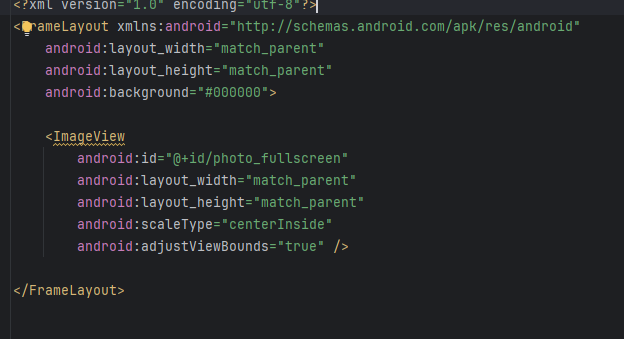 <?xml version="1.0" encoding="utf-8"?>
<FrameLayout xmlns:android="http://schemas.android.com/apk/res/android"
    android:layout_width="match_parent"
    android:layout_height="match_parent"
    android:background="#000000">

    <ImageView
        android:id="@+id/photo_fullscreen"
        android:layout_width="match_parent"
        android:layout_height="match_parent"
        android:scaleType="centerInside"
        android:adjustViewBounds="true" />

</FrameLayout>